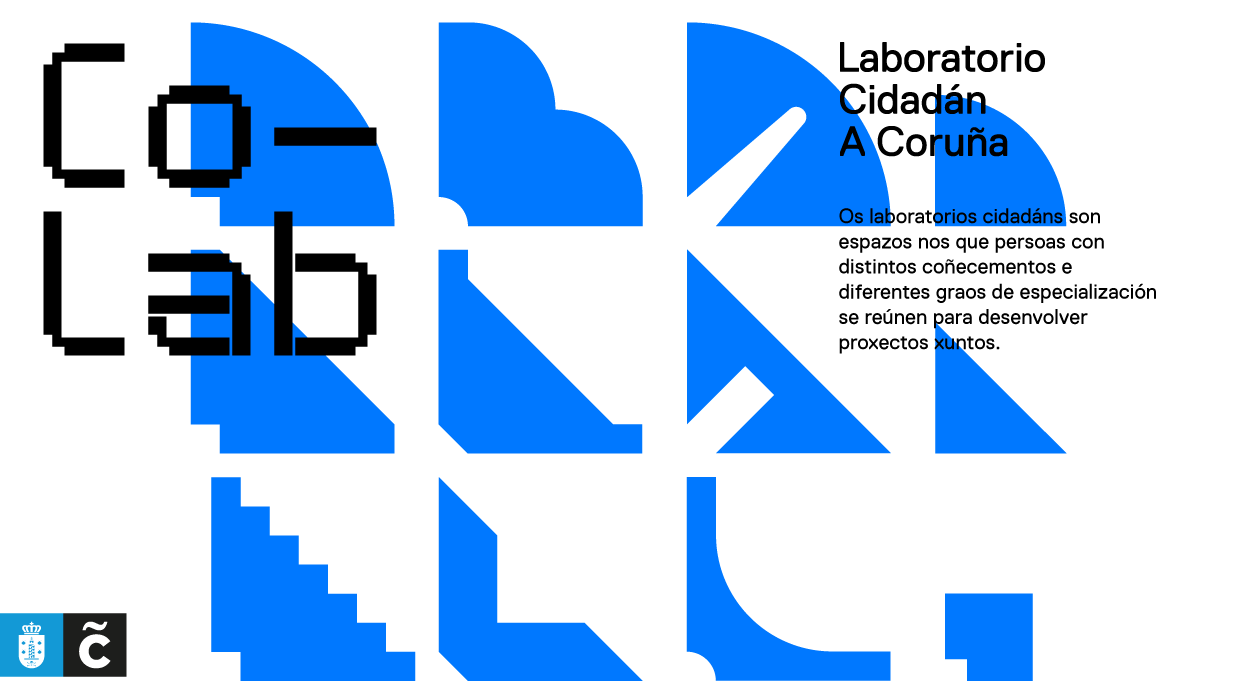 Co–
Lab
Laboratorio
Cidadán
A Coruña
Os laboratorios cidadáns son
espazos nos que persoas con
distintos coñecementos e
diferentes graos de especialización
se reúnen para desenvolver
proxectos xuntos.